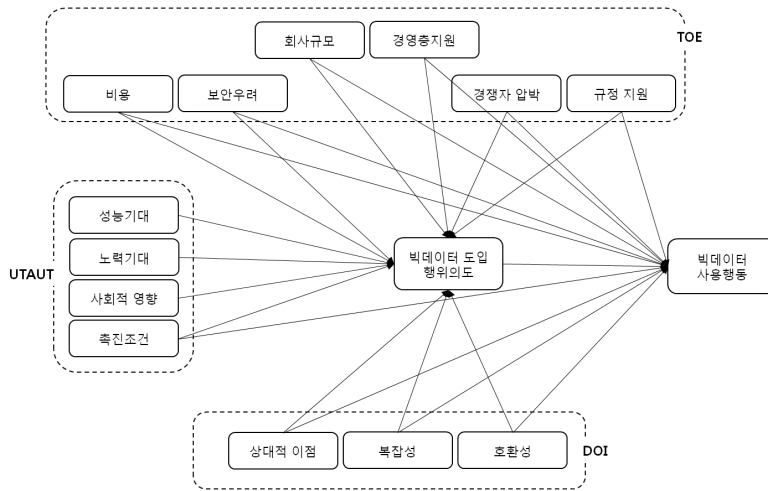 회사규모
경영층지원
TOE
비용
보안우려
경쟁자 압박
규정 지원
성능기대
노력기대
UTAUT
사회적 영향
촉진조건
빅데이터 도입
행위의도
빅데이터
사용행동
상대적 이점
복잡성
호환성
DOI